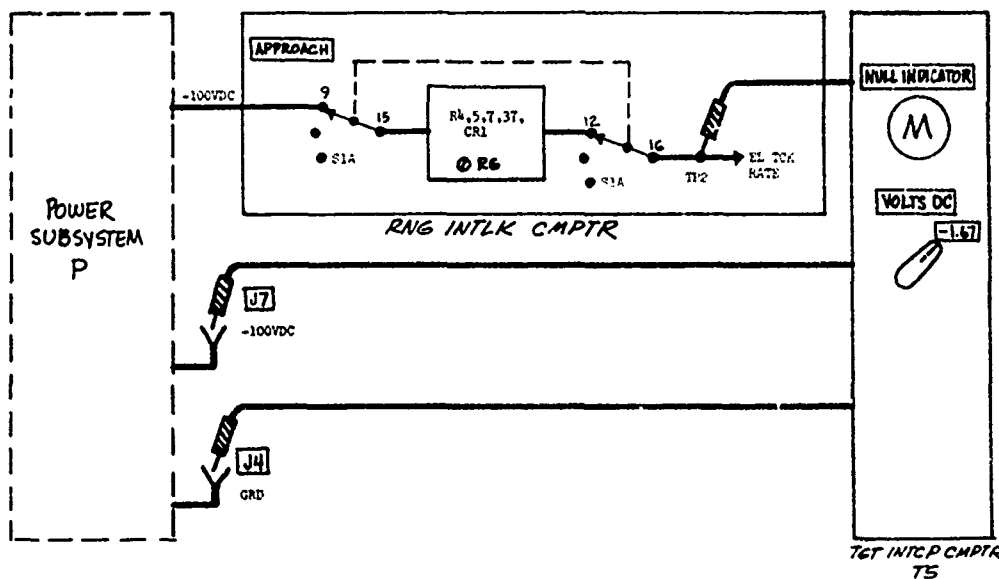 APPROACH
NULL INDICATOR
M
-100VDC
9
15
R4,5,7,37,
CR1
R6
12
16
S1A
S1A
TP2
EL TCK
RATE
VOLTS DC
-1.67
POWER
SUBSYSTEM
P
RNG INTLK CMPTR
J7
-100VDC
J4
GRD
TGT INTCP CMPTR
T5